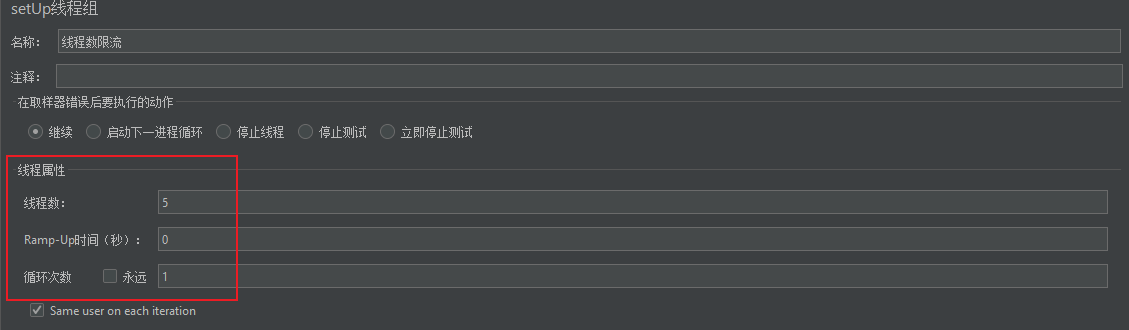 setUp线程组
名称： 线程数限流
注释：
在取样器错误后要执行的动作
继续 启动下一进程循环 停止线程 停止测试 立即停止测试
线程属性
线程数： 5
Ramp-Up时间（秒）： 0
循环次数 永远 1
Same user on each iteration